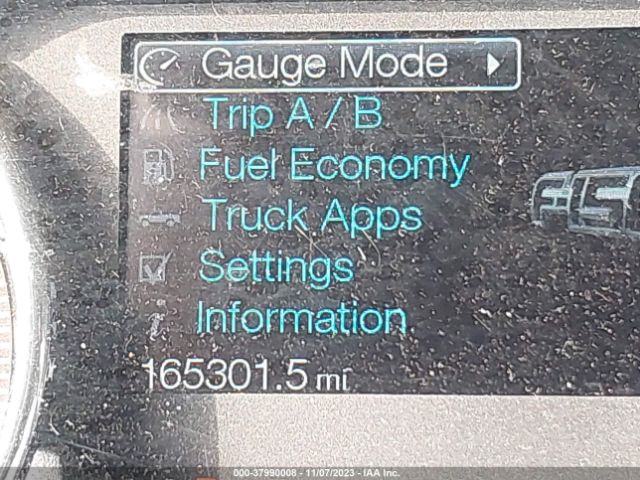 Gauge Mode
Trip A / B
Fuel Economy
Truck Apps
Settings
Information
165301.5 mi
000-37990008 - 11/07/2023 - IAA Inc.